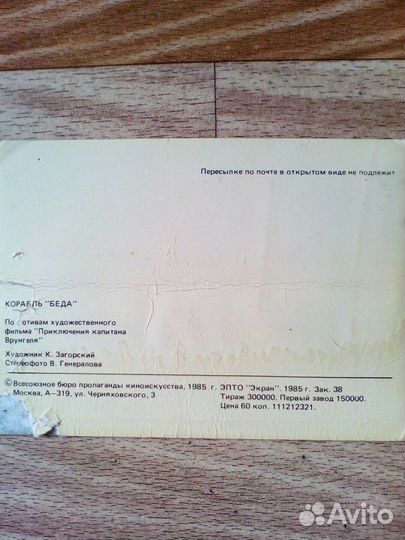 Пересылке по почте в открытом виде не подлежит
КОРАБЛЬ "БЕДА"
По отивам художественного
фильма "Приключения капитана
Врунгеля"
Художник К. Загорский
Стереофото В. Генералова
© Всесоюзное бюро пропаганды киноискусства, 1985 г. ЭПТО "Экран". 1985 г. Зак. 38
Москва, А–319, ул. Черняховского, 3 Тираж 300000. Первый завод 150000.
Цена 60 коп. 111212321.
Avito